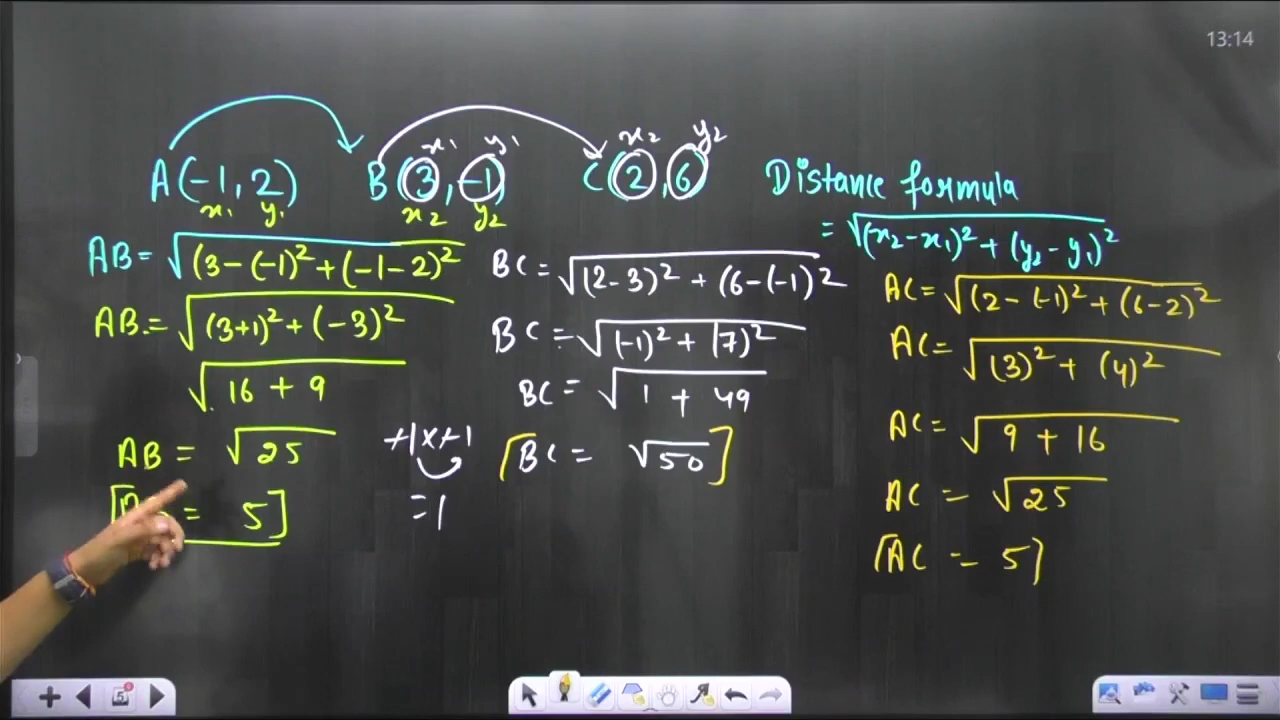 13:14
x₁ y₁ x₂ y₂
A(-1, 2) B(3, -1) C(2, 6)
x₁ y₁ x₂ y₂
Distance formula
= √(x₂-x₁)² + (y₂-y₁)²
AB = √(3-(-1)² + (-1-2)²
AB = √(3+1)² + (-3)²
√16 + 9
AB = √25
= 5]
+1x+1
=1
BC = √(2-3)² + (6-(-1)²
BC = √(-1)² + (7)²
BC = √1 + 49
[BC = √50]
AC = √(2-(-1)² + (6-2)²
AC = √(3)² + (4)²
AC = √9 + 16
AC = √25
[AC = 5]